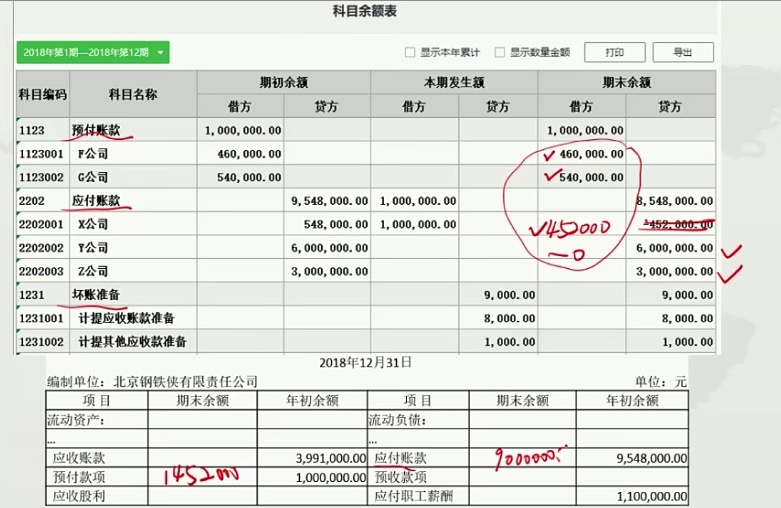 科目余额表
2018年第1期—2018年第12期 显示本年累计 显示数量金额 打印 导出
科目编码 科目名称 期初余额 本期发生额 期末余额
借方 贷方 借方 贷方 借方 贷方
1123 预付账款 1,000,000.00 1,000,000.00
1123001 F公司 460,000.00 460,000.00
1123002 G公司 540,000.00 540,000.00
2202 应付账款 9,548,000.00 1,000,000.00 8,548,000.00
2202001 X公司 548,000.00 1,000,000.00 -452,000.00
2202002 Y公司 6,000,000.00 6,000,000.00
2202003 Z公司 3,000,000.00 3,000,000.00
1231 坏账准备 9,000.00 9,000.00
1231001 计提应收账款准备 8,000.00 8,000.00
1231002 计提其他应收款准备 1,000.00 1,000.00
2018年12月31日
编制单位：北京钢铁侠有限责任公司 单位：元
项 目 期末余额 年初余额 项 目 期末余额 年初余额
流动资产： 流动负债：
...
应收账款 3,991,000.00 应付账款 9000000 9,548,000.00
预付款项 1452000 1,000,000.00 预收款项
应收股利 应付职工薪酬 1,100,000.00